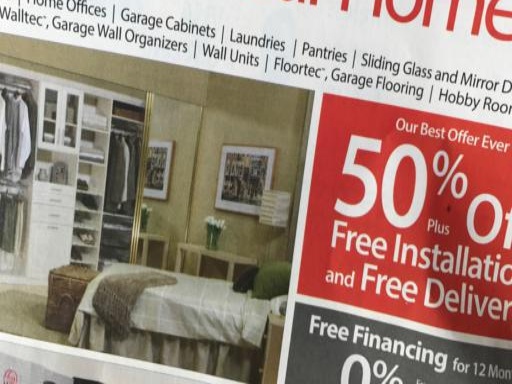 Home
Home Offices | Garage Cabinets | Laundries | Pantries | Sliding Glass and Mirror D
Walltec, Garage Wall Organizers | Wall Units | Floortec, Garage Flooring | Hobby Roor
Our Best Offer Ever
50% Of
Plus
Free Installatio
and Free Deliver
Free Financing for 12 Mon
0%